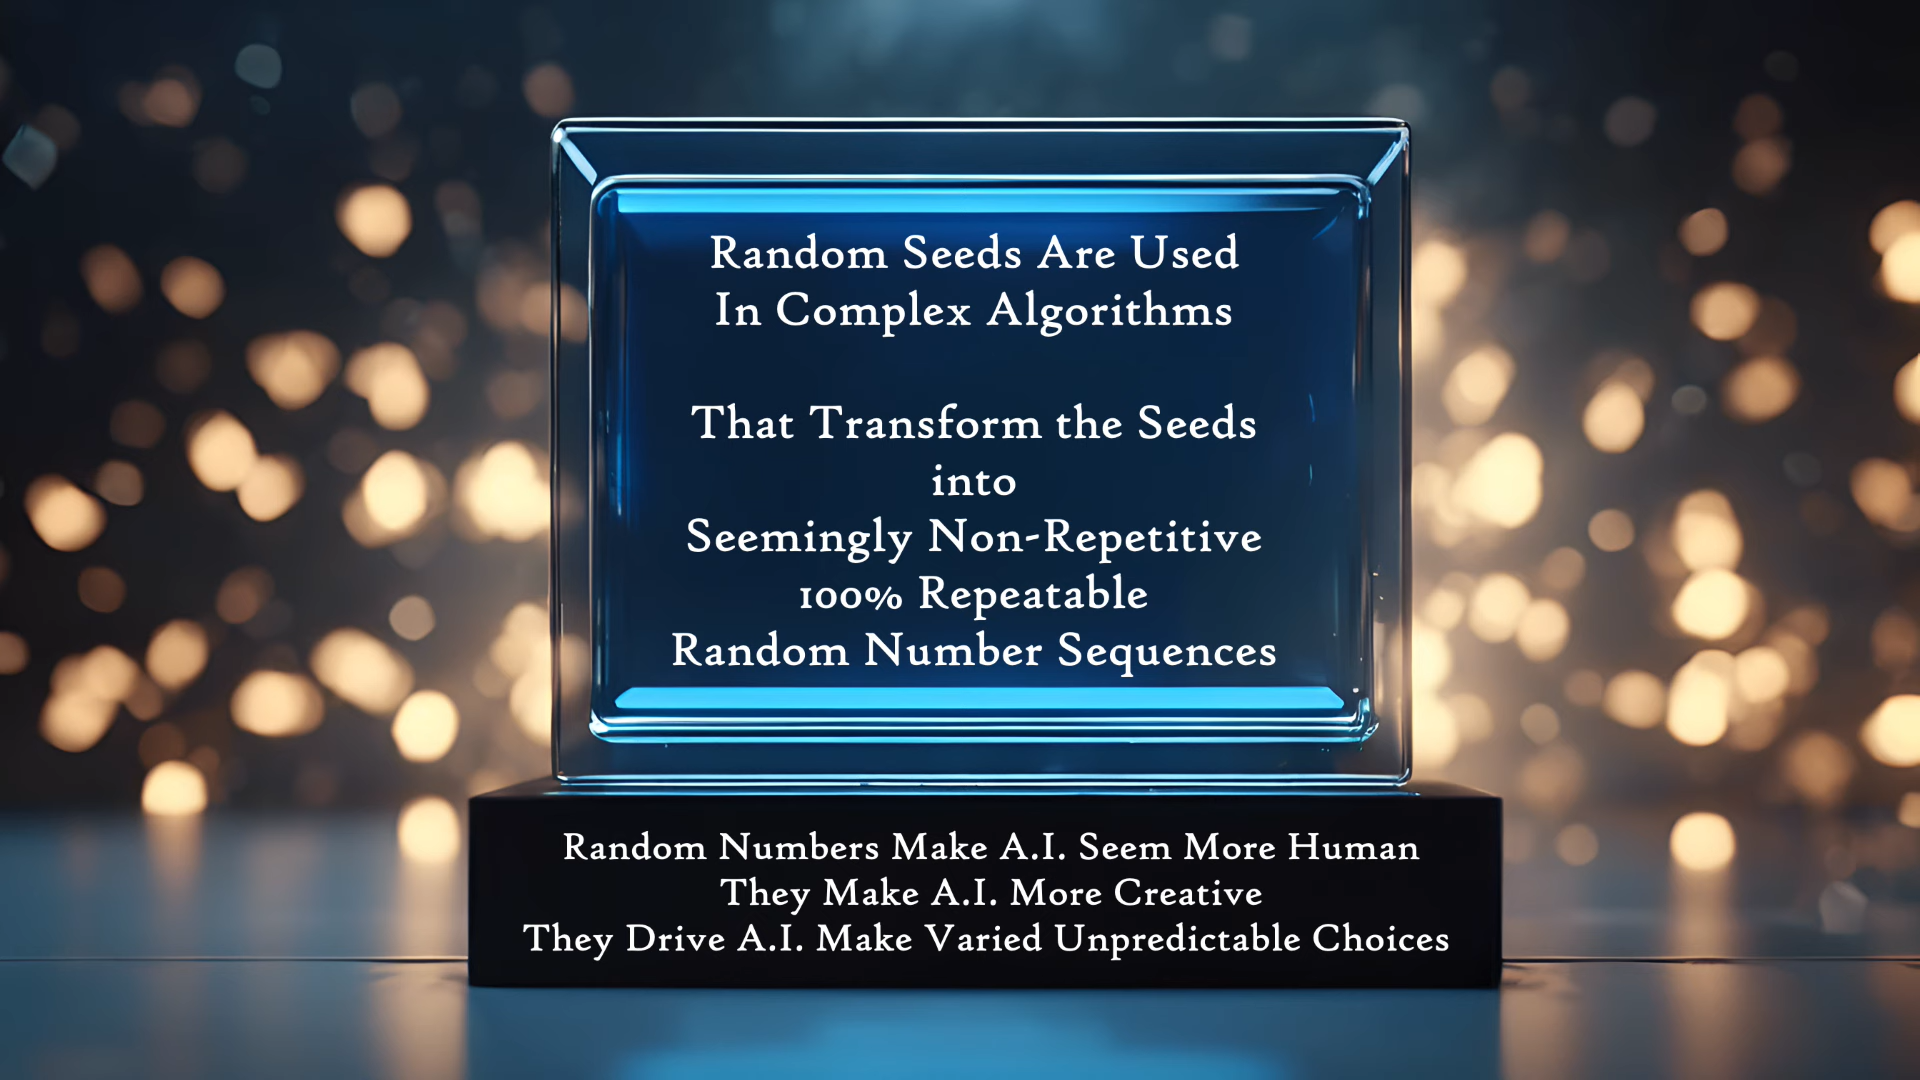 Random Seeds Are Used
In Complex Algorithms
That Transform the Seeds
into
Seemingly Non-Repetitive
100% Repeatable
Random Number Sequences
Random Numbers Make A.I. Seem More Human
They Make A.I. More Creative
They Drive A.I. Make Varied Unpredictable Choices